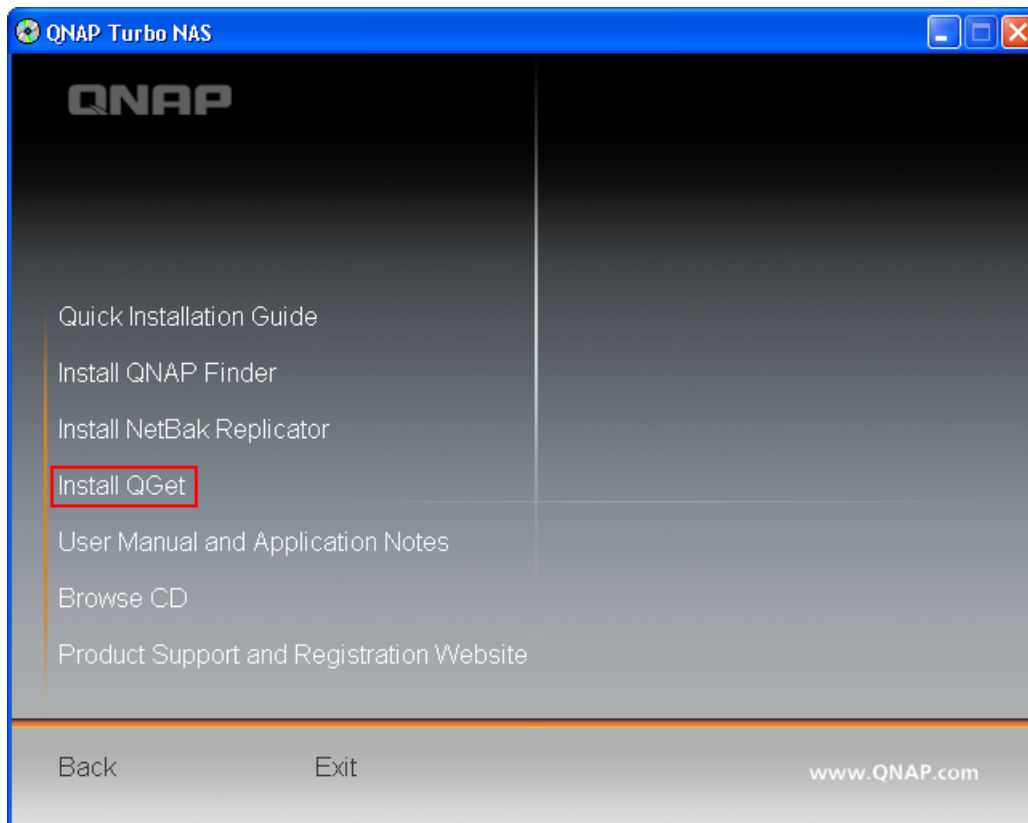 QNAP Turbo NAS
QNAP
Quick Installation Guide
Install QNAP Finder
Install NetBak Replicator
Install QGet
User Manual and Application Notes
Browse CD
Product Support and Registration Website
Back Exit www.QNAP.com